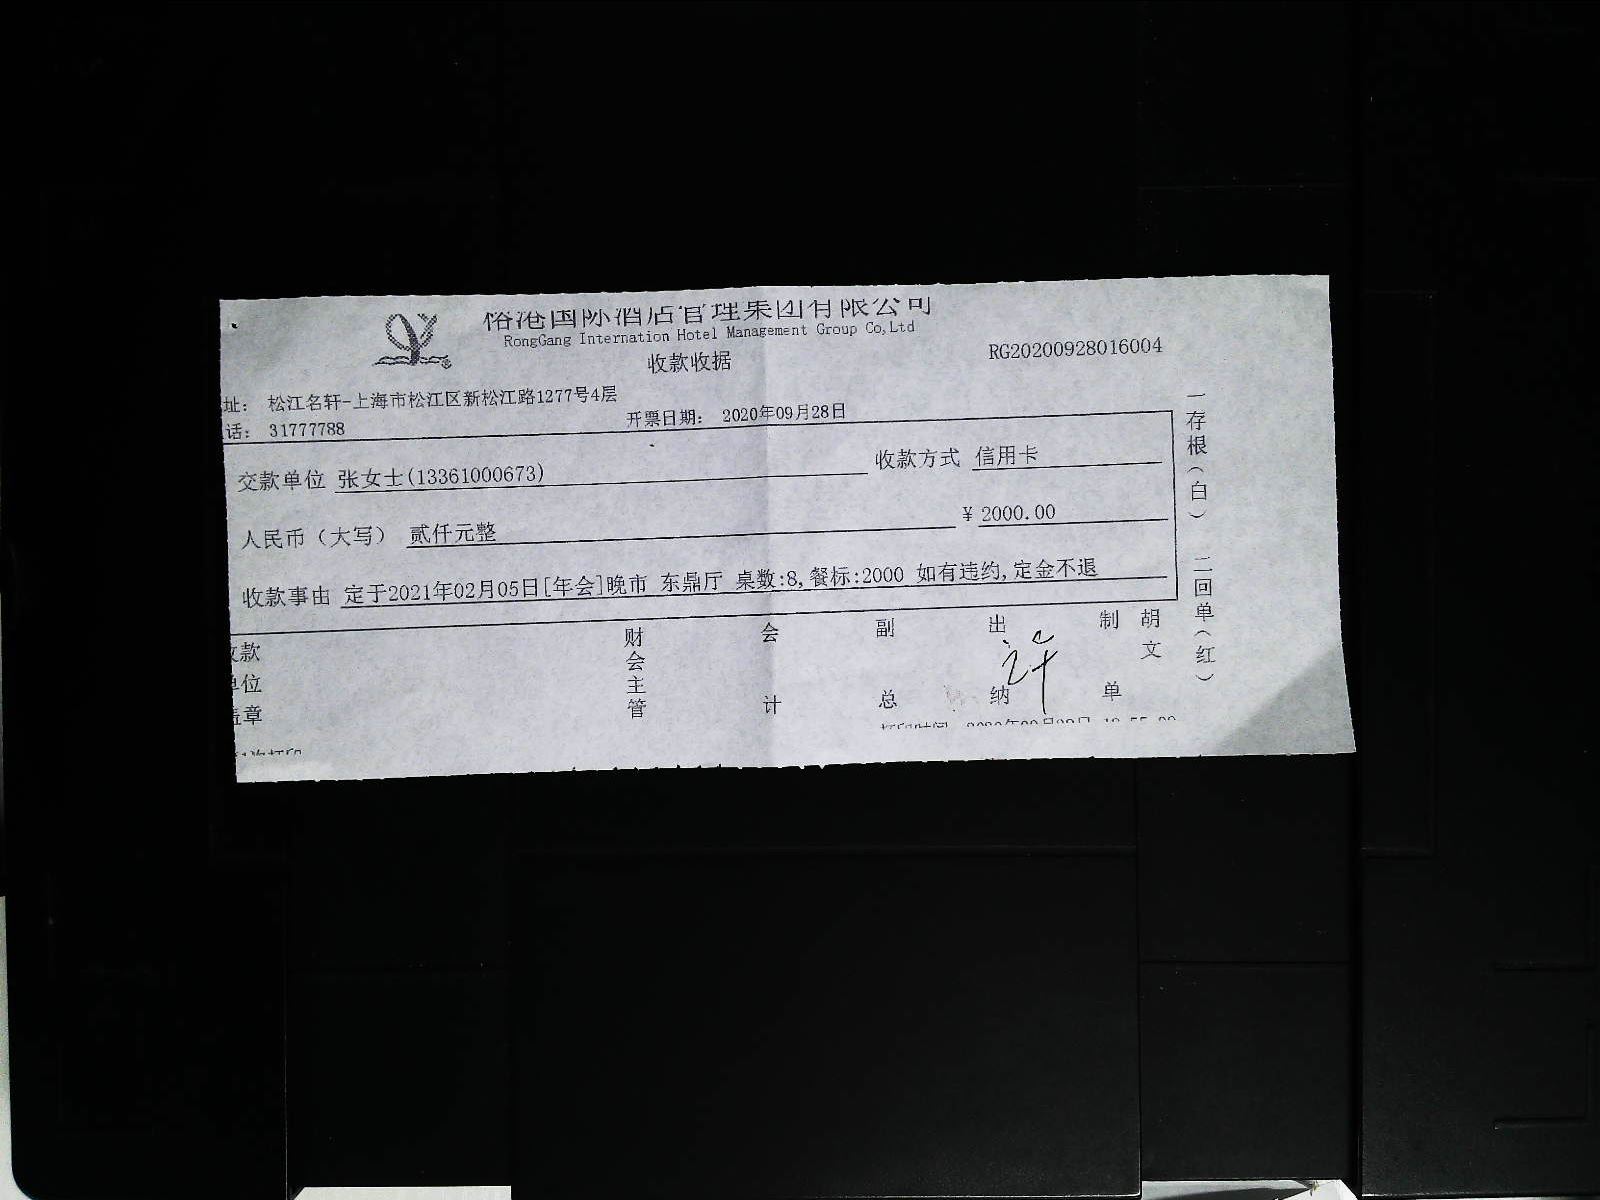 国际酒店管理集团有限公司
RongGang Internation Hotel Management Group Co,Ltd
收款收据
RG20200928016004
址： 松江名轩-上海市松江区新松江路1277号4层
话： 31777788
开票日期： 2020年09月28日
交款单位 张女士(13361000673)
收款方式 信用卡
人民币（大写） 贰仟元整
¥ 2000.00
收款事由 定于2021年02月05日[年会]晚市 东鼎厅 桌数:8,餐标:2000 如有违约,定金不退
款单位盖章
财会主管
会计
副总
出纳
许
制单
胡文
一存根（白） 二回单（红）
打印时间